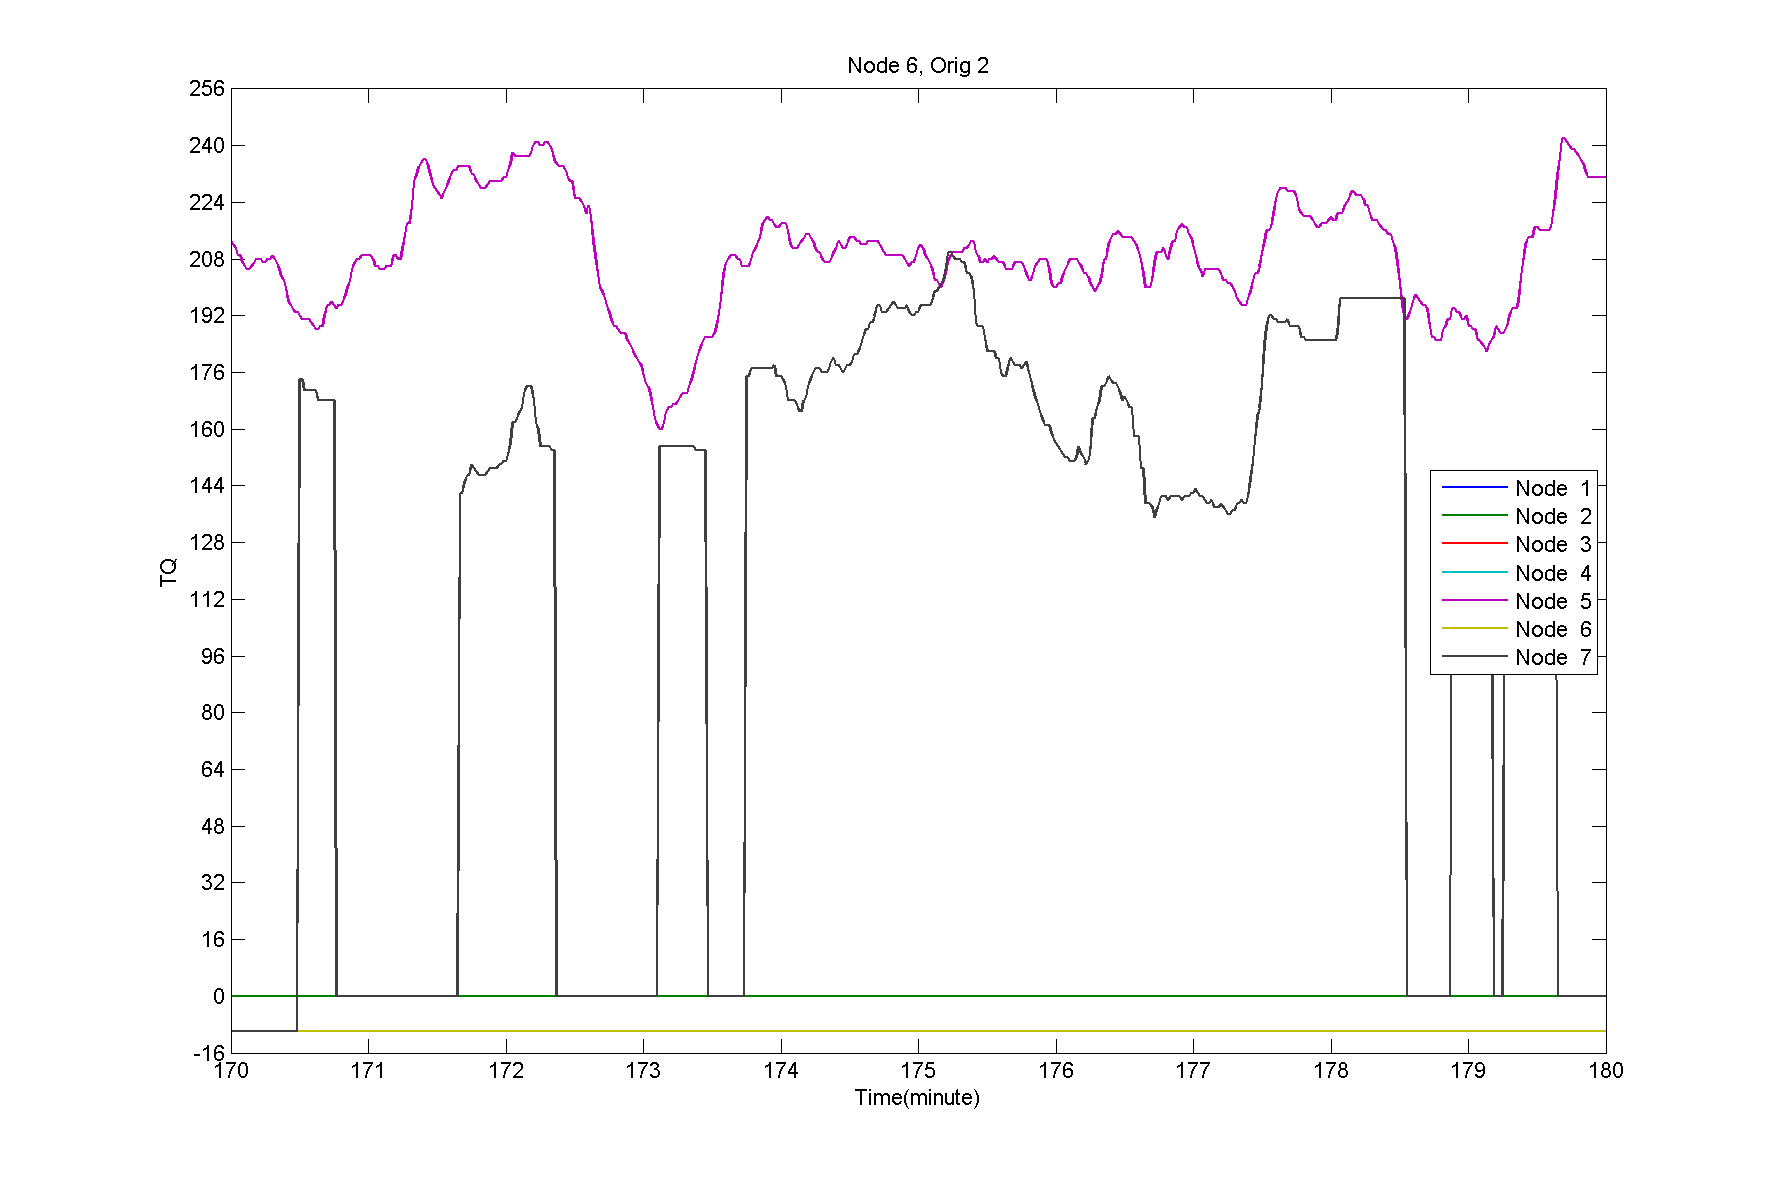 Node 6, Orig 2
256
240
224
208
192
176
160
144
128
112
96
80
64
48
32
16
0
-16
TQ
Node 1
Node 2
Node 3
Node 4
Node 5
Node 6
Node 7
170 171 172 173 174 175 176 177 178 179 180
Time(minute)